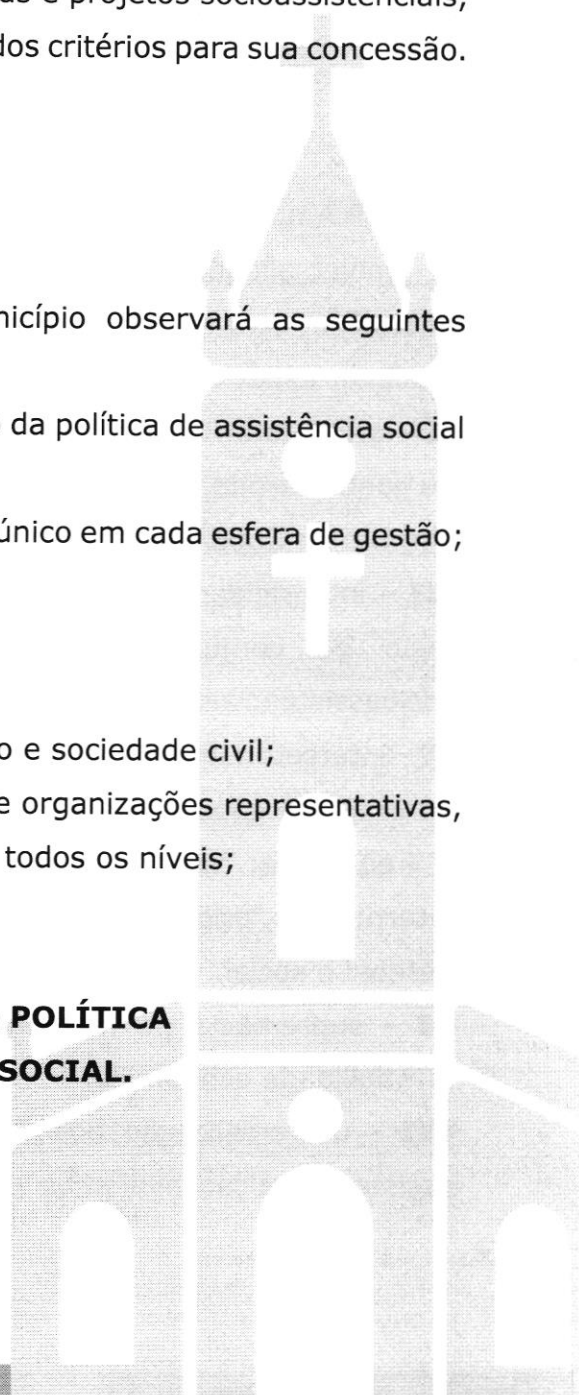 e projetos socioassistenciais,
dos critérios para sua concessão.
nicípio observará as seguintes
da política de assistência social
único em cada esfera de gestão;
o e sociedade civil;
e organizações representativas,
todos os níveis;
POLÍTICA
SOCIAL.